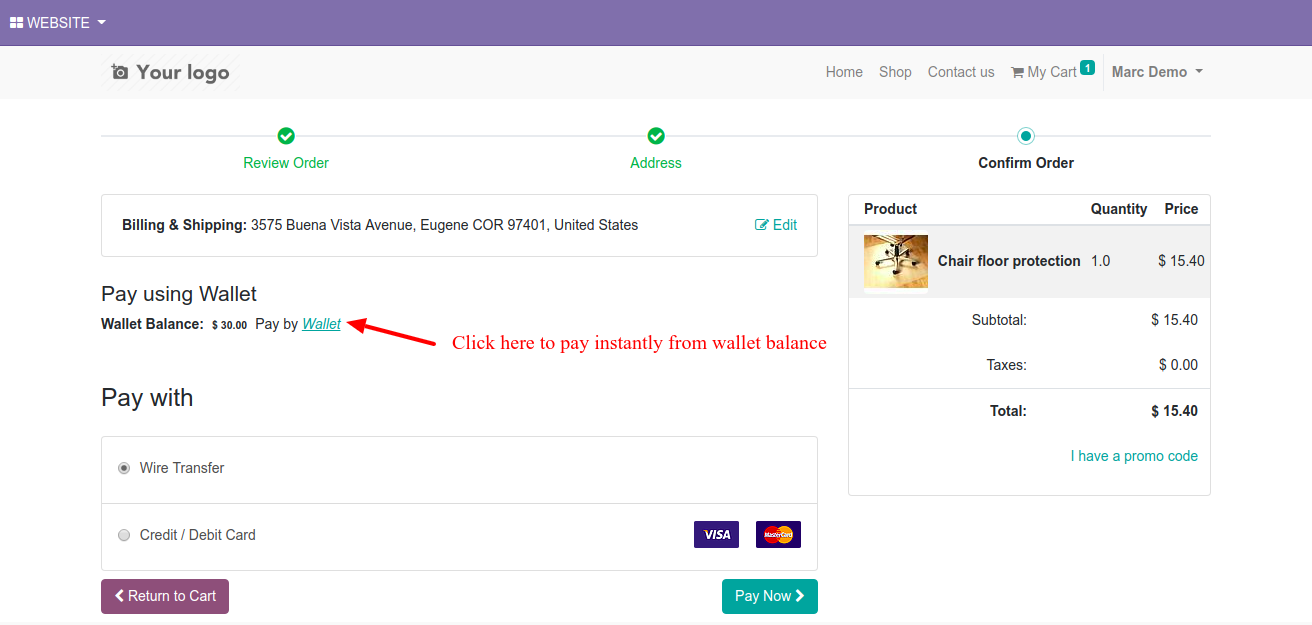 WEBSITE
Your logo
Home Shop Contact us My Cart 1 Marc Demo
Review Order Address Confirm Order
Billing & Shipping: 3575 Buena Vista Avenue, Eugene COR 97401, United States Edit
Pay using Wallet
Wallet Balance: $ 30.00 Pay by Wallet
Click here to pay instantly from wallet balance
Pay with
Wire Transfer
Credit / Debit Card VISA MasterCard
Return to Cart Pay Now
Product Quantity Price
Chair floor protection 1.0 $ 15.40
Subtotal: $ 15.40
Taxes: $ 0.00
Total: $ 15.40
I have a promo code